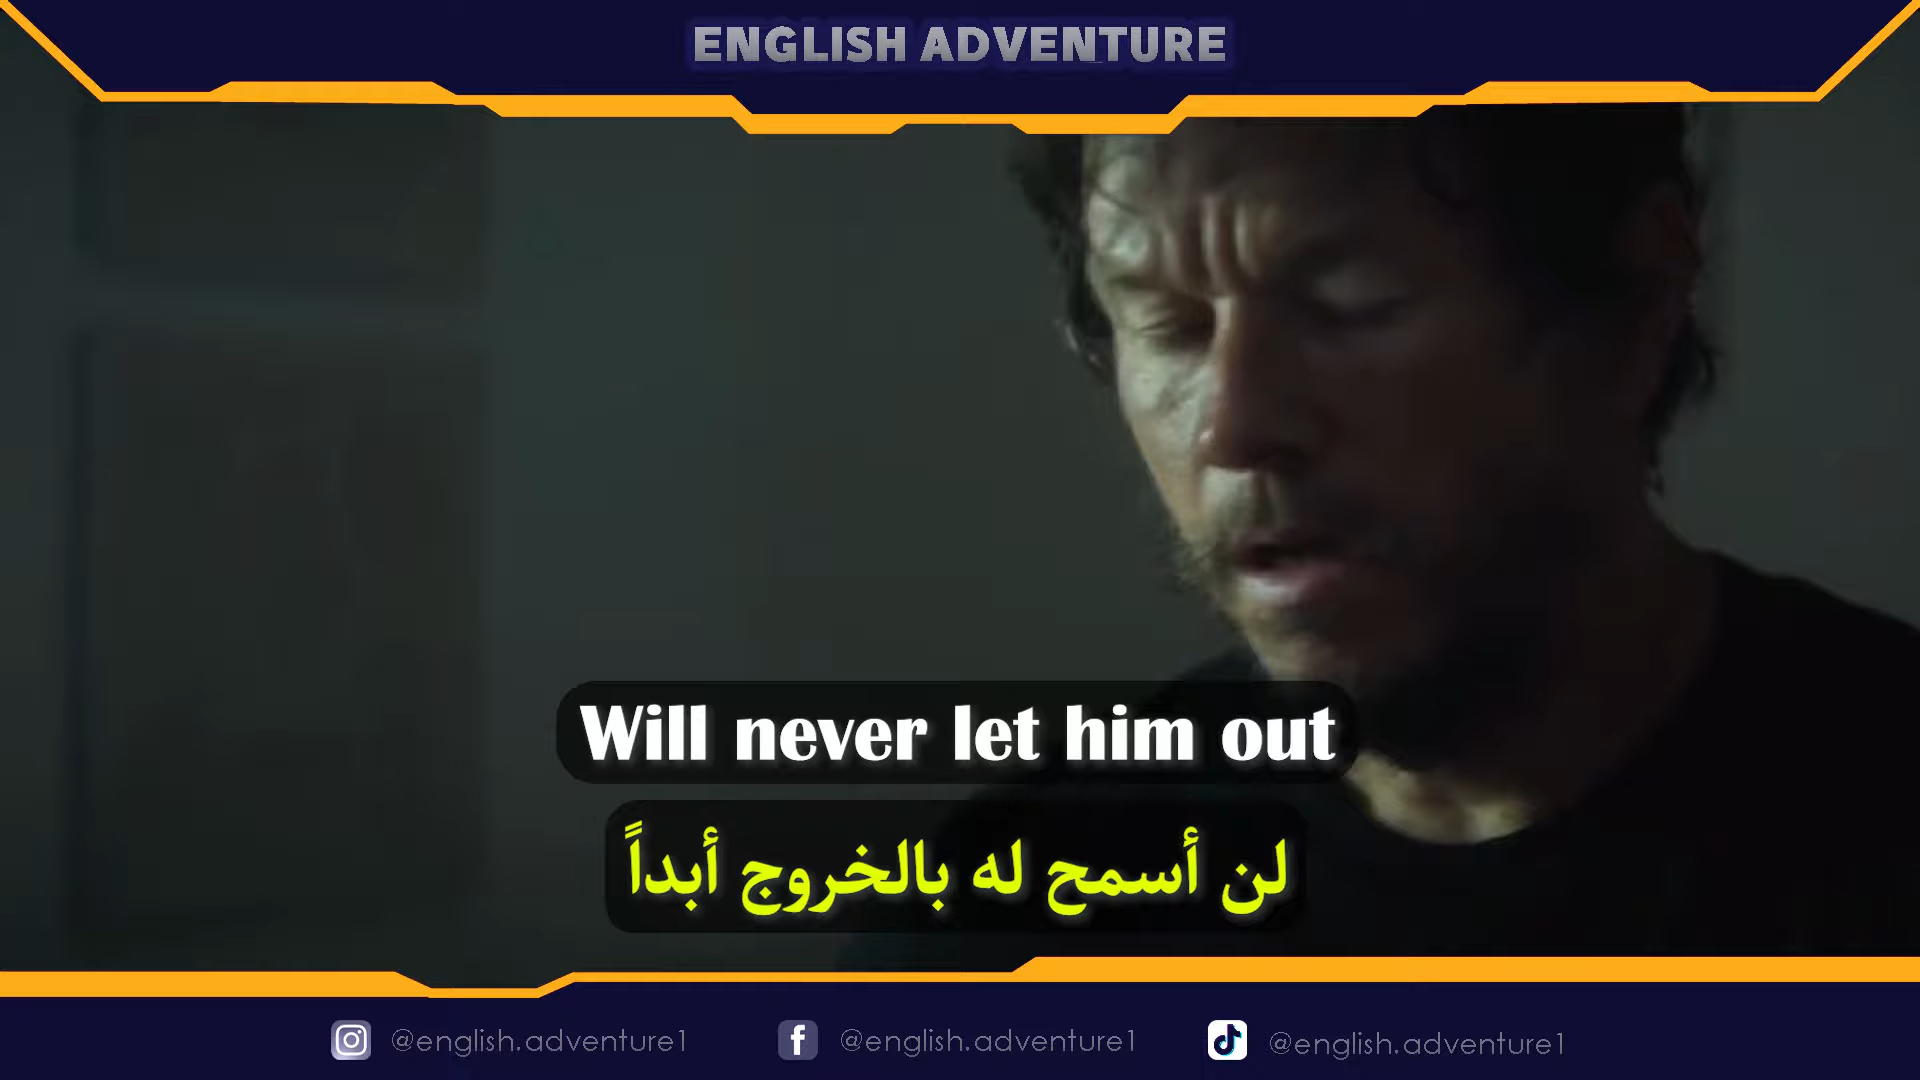 ENGLISH ADVENTURE
Will never let him out
لن أسمح له بالخروج أبداً
@english.adventure1
@english.adventure1
@english.adventure1